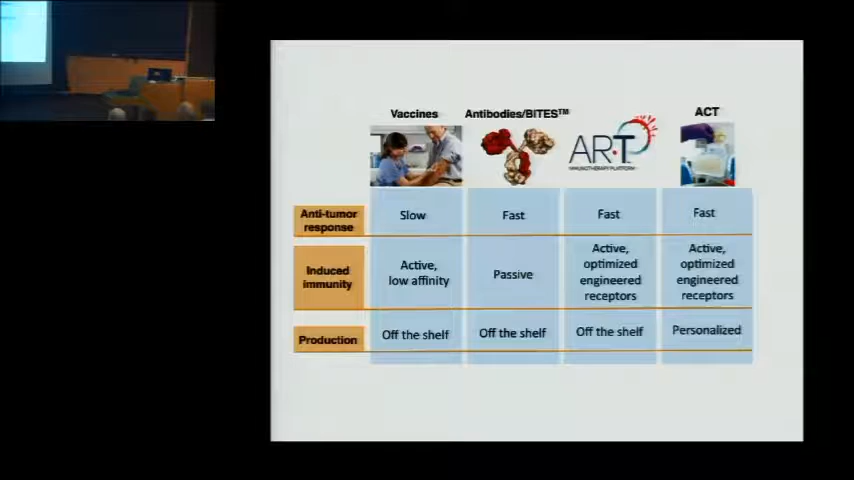 Vaccines
Antibodies/BITES™
AR·T
IMMUNOTHERAPY PLATFORM
ACT
Anti-tumor
response
Slow
Fast
Fast
Fast
Induced
immunity
Active,
low affinity
Passive
Active,
optimized
engineered
receptors
Active,
optimized
engineered
receptors
Production
Off the shelf
Off the shelf
Off the shelf
Personalized